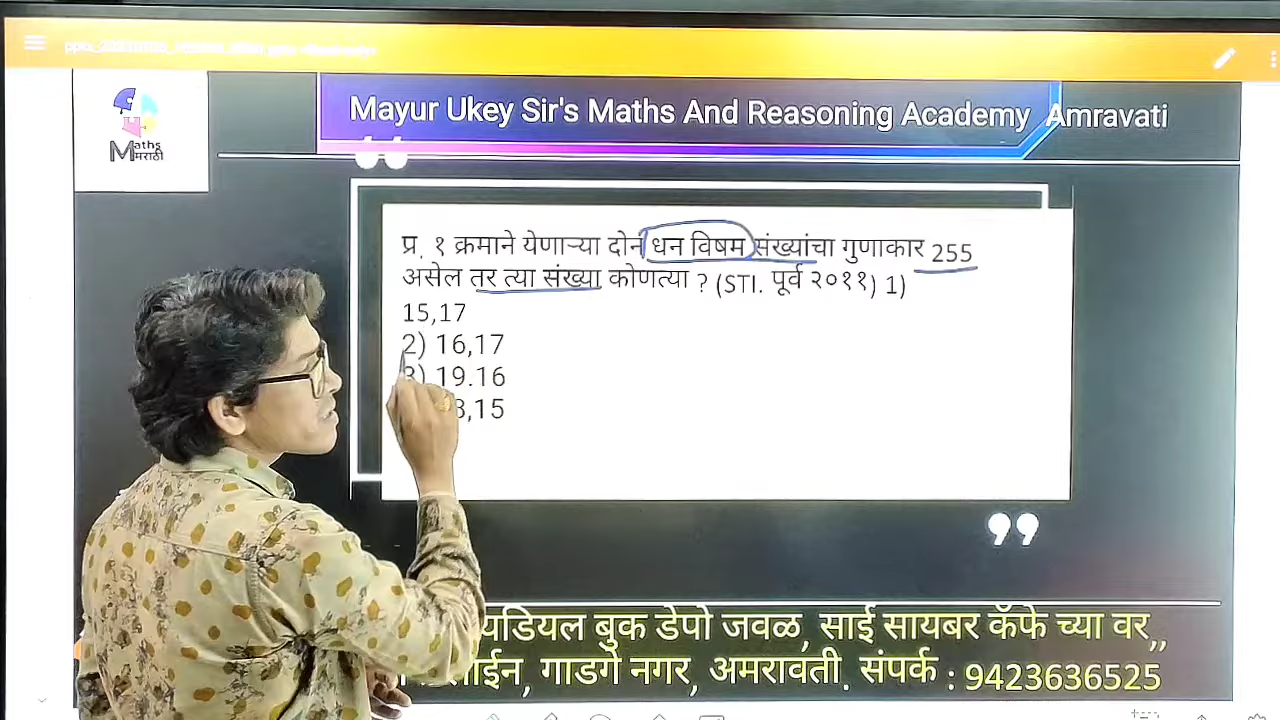 Mayur Ukey Sir's Maths And Reasoning Academy Amravati
Maths
मराठी
प्र. १ क्रमाने येणाऱ्या दोन धन विषम संख्यांचा गुणाकार 255
असेल तर त्या संख्या कोणत्या ? (STI. पूर्व २०११) 1)
15,17
2) 16,17
3) 19.16
8,15
यडियल बुक डेपो जवळ, साई सायबर कॅफे च्या वर,,
लाईन, गाडगे नगर, अमरावती. संपर्क : 9423636525